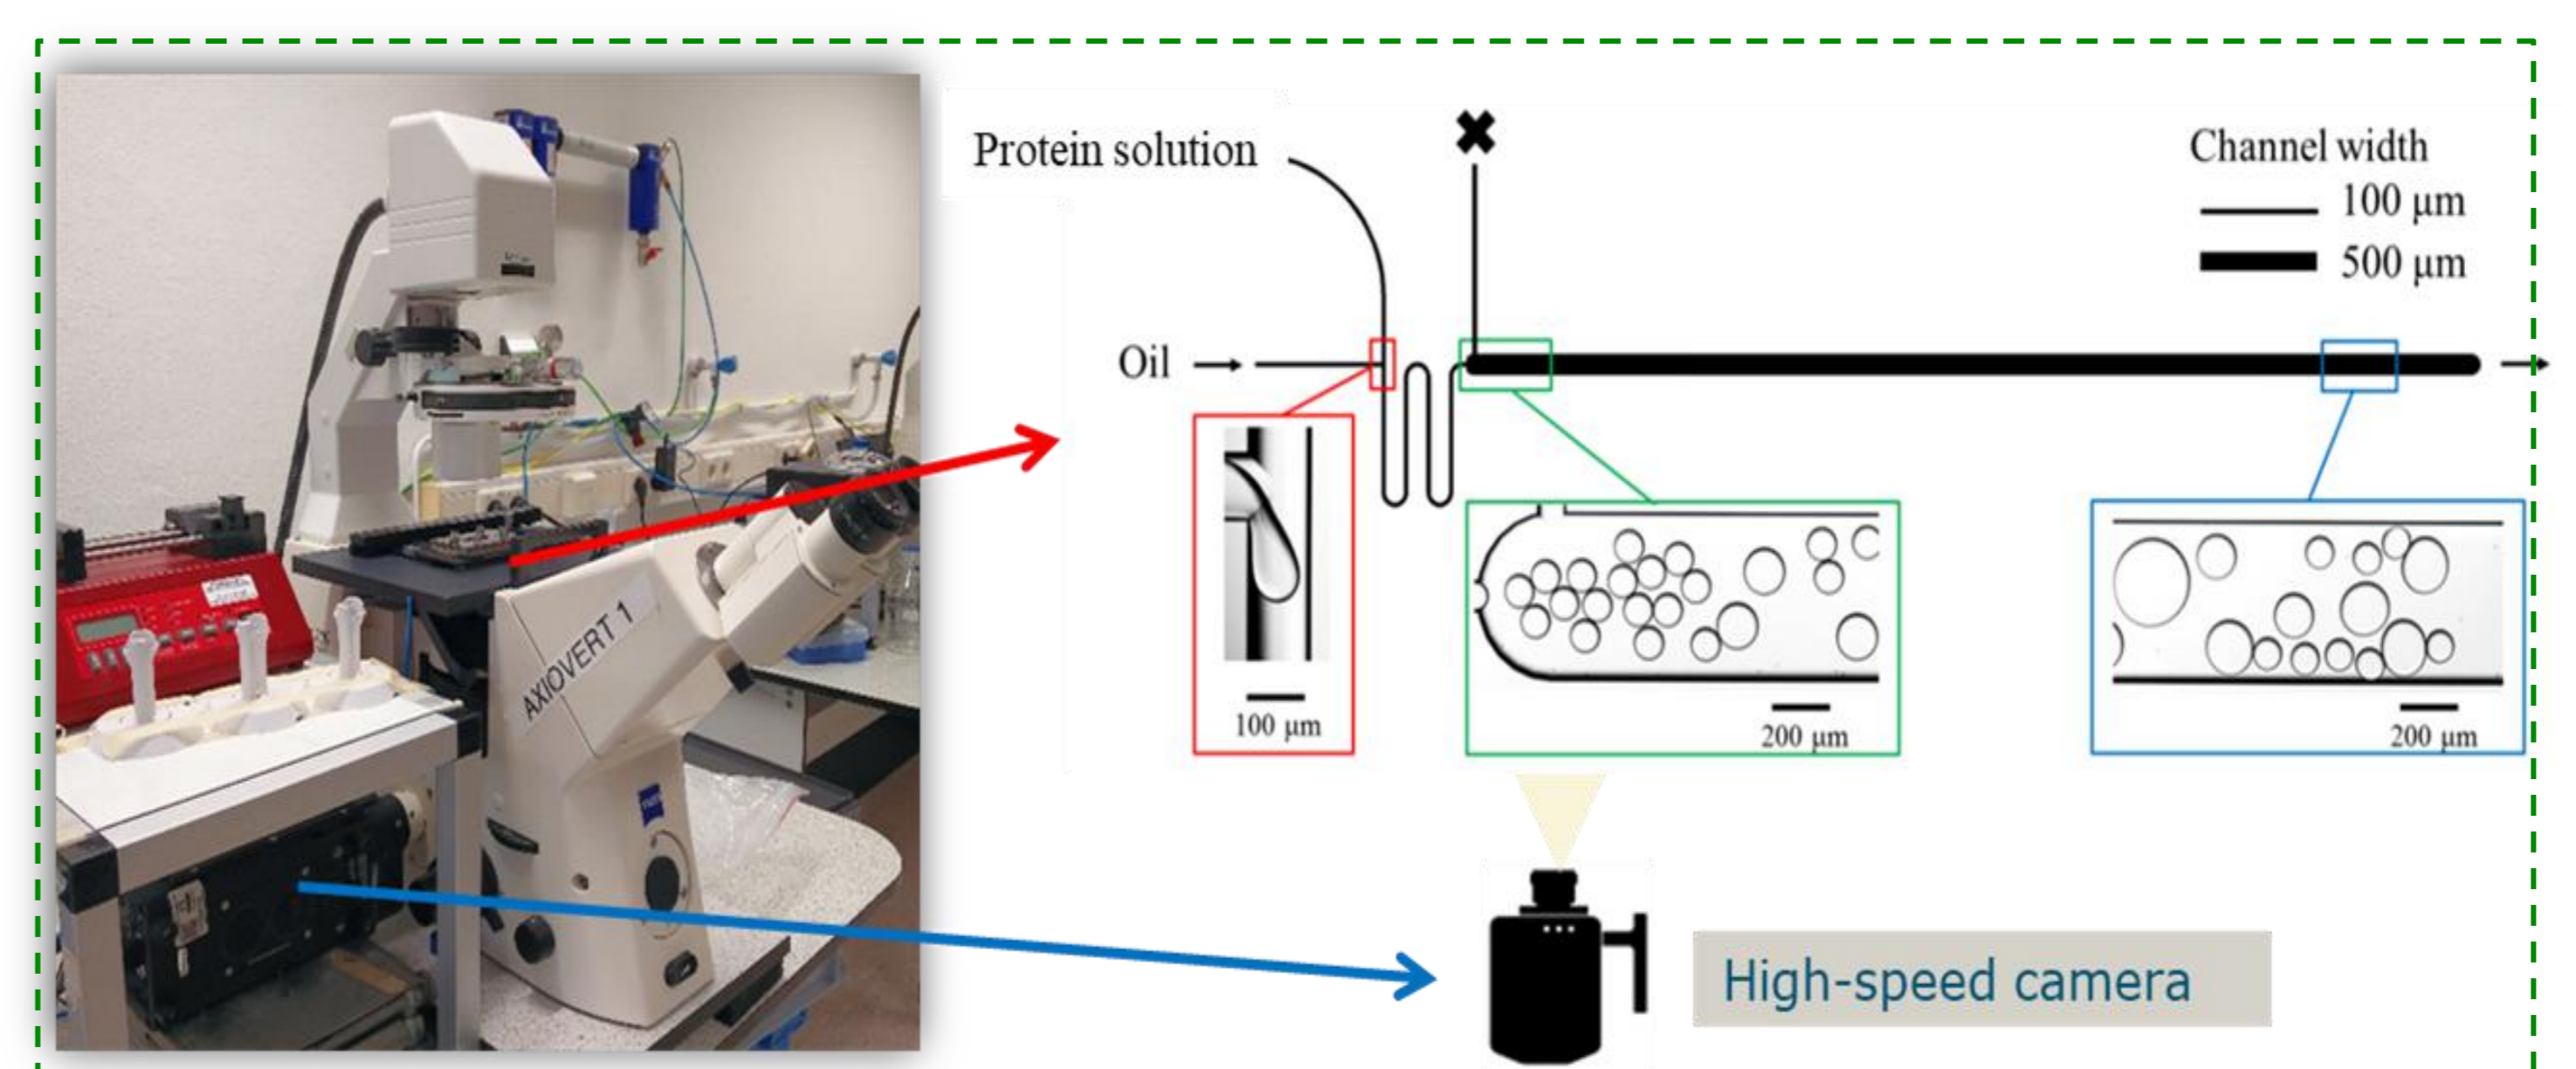 Protein solution
Channel width
100 μm
500 μm
Oil
AXIOVERT 1
100 μm
200 μm
200 μm
High-speed camera